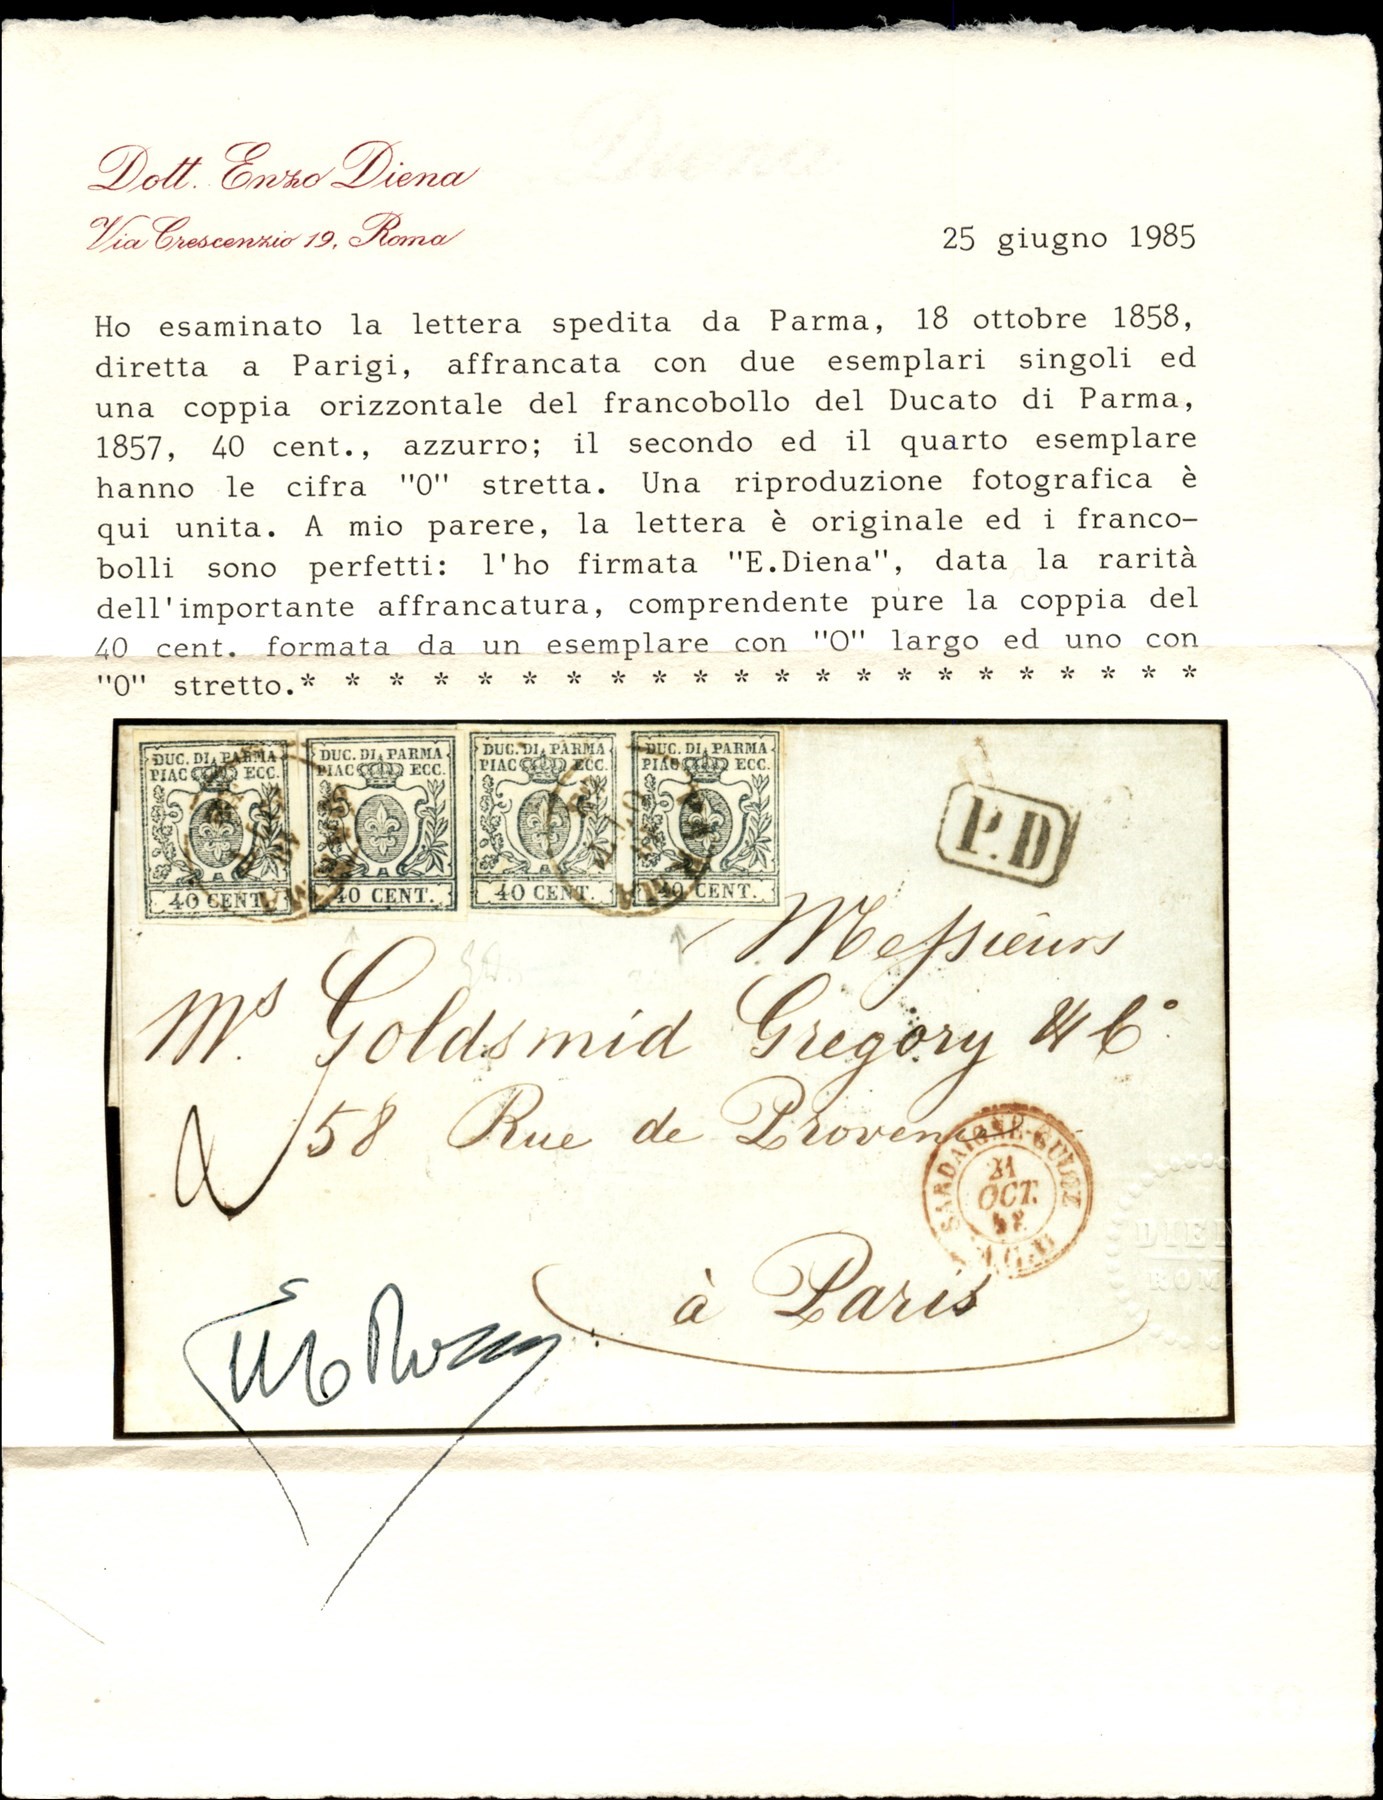 Diena
Dott. Enzo Diena
Via Crescenzio 19, Roma
25 giugno 1985
Ho esaminato la lettera spedita da Parma, 18 ottobre 1858,
diretta a Parigi, affrancata con due esemplari singoli ed
una coppia orizzontale del francobollo del Ducato di Parma,
1857, 40 cent., azzurro; il secondo ed il quarto esemplare
hanno le cifra "0" stretta. Una riproduzione fotografica è
qui unita. A mio parere, la lettera è originale ed i franco-
bolli sono perfetti: l'ho firmata "E.Diena", data la rarità
dell'importante affrancatura, comprendente pure la coppia del
40 cent. formata da un esemplare con "O" largo ed uno con
"0" stretto.* * * * * * * * * * * * * * * * * * * * *
DUC. DI PARMA
PIAC ECC.
40 CENT.
DUC. DI PARMA
PIAC ECC.
40 CENT.
DUC. DI PARMA
PIAC ECC.
40 CENT.
DUC. DI PARMA
PIAC ECC.
40 CENT.
P.D
Messieurs
Ms. Goldsmid Gregory & Co.
58 Rue de Provence
SARDAIGNE-
21
OCT.
à Paris
DIENA
ROMA